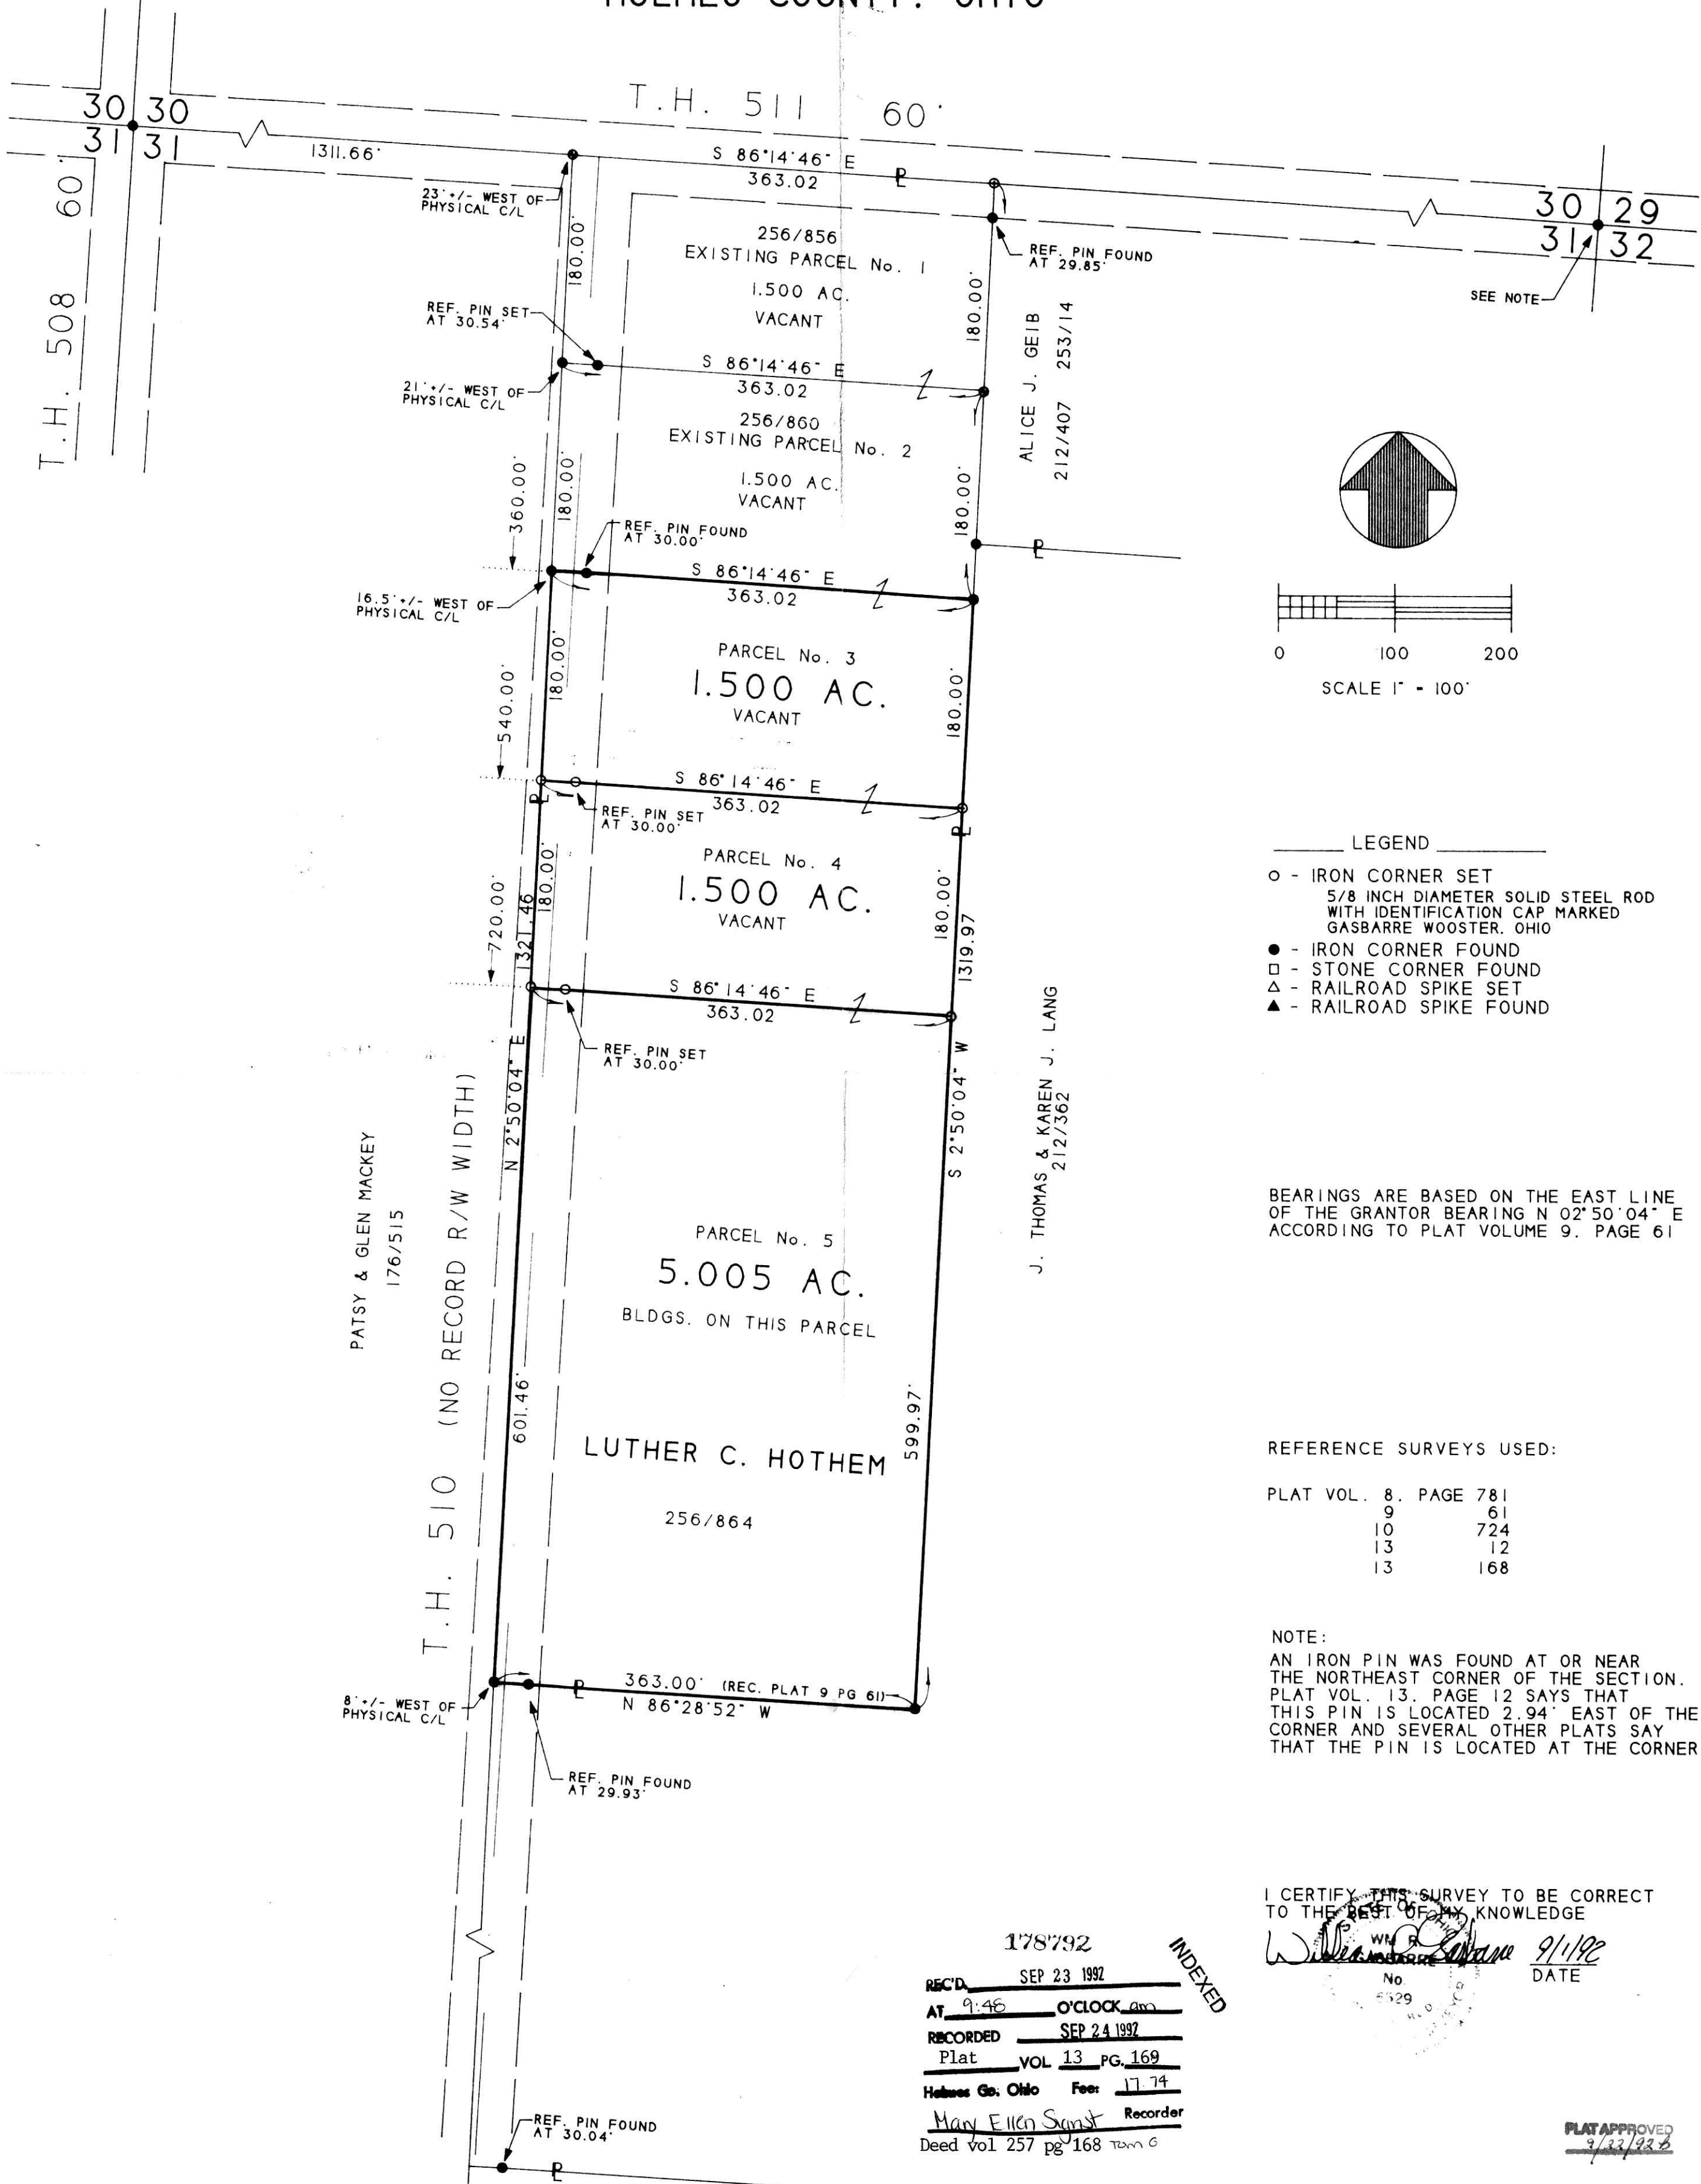 HOLMES COUNTY, OHIO
T.H. 511 60'
30 30
31 31
1311.66'
S 86°14'46" E
363.02
30 29
31 32
SEE NOTE
T.H. 508 60'
23'+/- WEST OF
PHYSICAL C/L
180.00'
256/856
EXISTING PARCEL No. 1
1.500 AC.
VACANT
REF. PIN FOUND
AT 29.85'
180.00'
REF. PIN SET
AT 30.54'
21'+/- WEST OF
PHYSICAL C/L
S 86°14'46" E
363.02
ALICE J. GEIB
212/407 253/14
256/860
EXISTING PARCEL No. 2
1.500 AC.
VACANT
360.00'
180.00'
180.00'
REF. PIN FOUND
AT 30.00'
16.5'+/- WEST OF
PHYSICAL C/L
S 86°14'46" E
363.02
0 100 200
SCALE 1" - 100'
PARCEL No. 3
1.500 AC.
VACANT
540.00'
180.00'
180.00'
S 86°14'46" E
363.02
REF. PIN SET
AT 30.00'
PARCEL No. 4
1.500 AC.
VACANT
720.00'
1321.46
180.00'
180.00'
1319.97
S 86°14'46" E
363.02
REF. PIN SET
AT 30.00'
LEGEND
○ - IRON CORNER SET
5/8 INCH DIAMETER SOLID STEEL ROD
WITH IDENTIFICATION CAP MARKED
GASBARRE WOOSTER. OHIO
● - IRON CORNER FOUND
□ - STONE CORNER FOUND
△ - RAILROAD SPIKE SET
▲ - RAILROAD SPIKE FOUND
N 2°50'04" E
S 2°50'04" W
J. THOMAS & KAREN J. LANG
212/362
PATSY & GLEN MACKEY
176/515
T.H. 510 (NO RECORD R/W WIDTH)
PARCEL No. 5
5.005 AC.
BLDGS. ON THIS PARCEL
601.46'
599.97'
LUTHER C. HOTHEM
256/864
BEARINGS ARE BASED ON THE EAST LINE
OF THE GRANTOR BEARING N 02°50'04" E
ACCORDING TO PLAT VOLUME 9. PAGE 61
REFERENCE SURVEYS USED:
PLAT VOL. 8. PAGE 781
9 61
10 724
13 12
13 168
8'+/- WEST OF
PHYSICAL C/L
363.00' (REC. PLAT 9 PG 61)
N 86°28'52" W
REF. PIN FOUND
AT 29.93'
NOTE:
AN IRON PIN WAS FOUND AT OR NEAR
THE NORTHEAST CORNER OF THE SECTION.
PLAT VOL. 13. PAGE 12 SAYS THAT
THIS PIN IS LOCATED 2.94' EAST OF THE
CORNER AND SEVERAL OTHER PLATS SAY
THAT THE PIN IS LOCATED AT THE CORNER
I CERTIFY THIS SURVEY TO BE CORRECT
TO THE BEST OF MY KNOWLEDGE
STATE OF OHIO
WM R
GASBARRE
No.
9/1/92
DATE
178792
INDEXED
REC'D. SEP 23 1992
AT 9:48 O'CLOCK am
RECORDED SEP 24 1992
Plat VOL 13 PG. 169
Holmes Co. Ohio Fee: 17.74
Mary Ellen Recorder
Deed vol 257 pg 168
REF. PIN FOUND
AT 30.04'
PLAT APPROVED
9/22/92